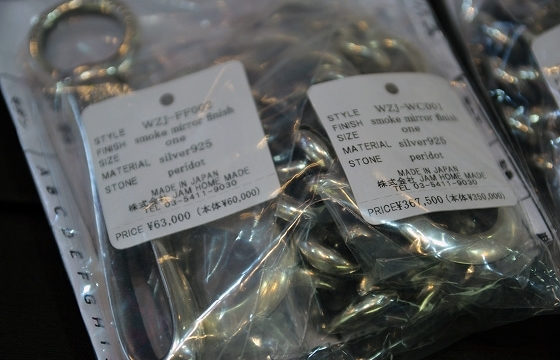 STYLE WZJ-FF002
FINISH smoke mirror finish
SIZE one
MATERIAL silver925
STONE peridot
MADE IN JAPAN
株式会社 JAM HOME MADE
TEL 03-5411-9030
PRICE ¥63,000 (本体¥60,000)
STYLE WZJ-WC001
FINISH smoke mirror finish
SIZE one
MATERIAL silver925
STONE peridot
MADE IN JAPAN
株式会社 JAM HOME MADE
TEL 03-5411-9030
PRICE ¥367,500 (本体¥350,000)
A B C D E F G H I